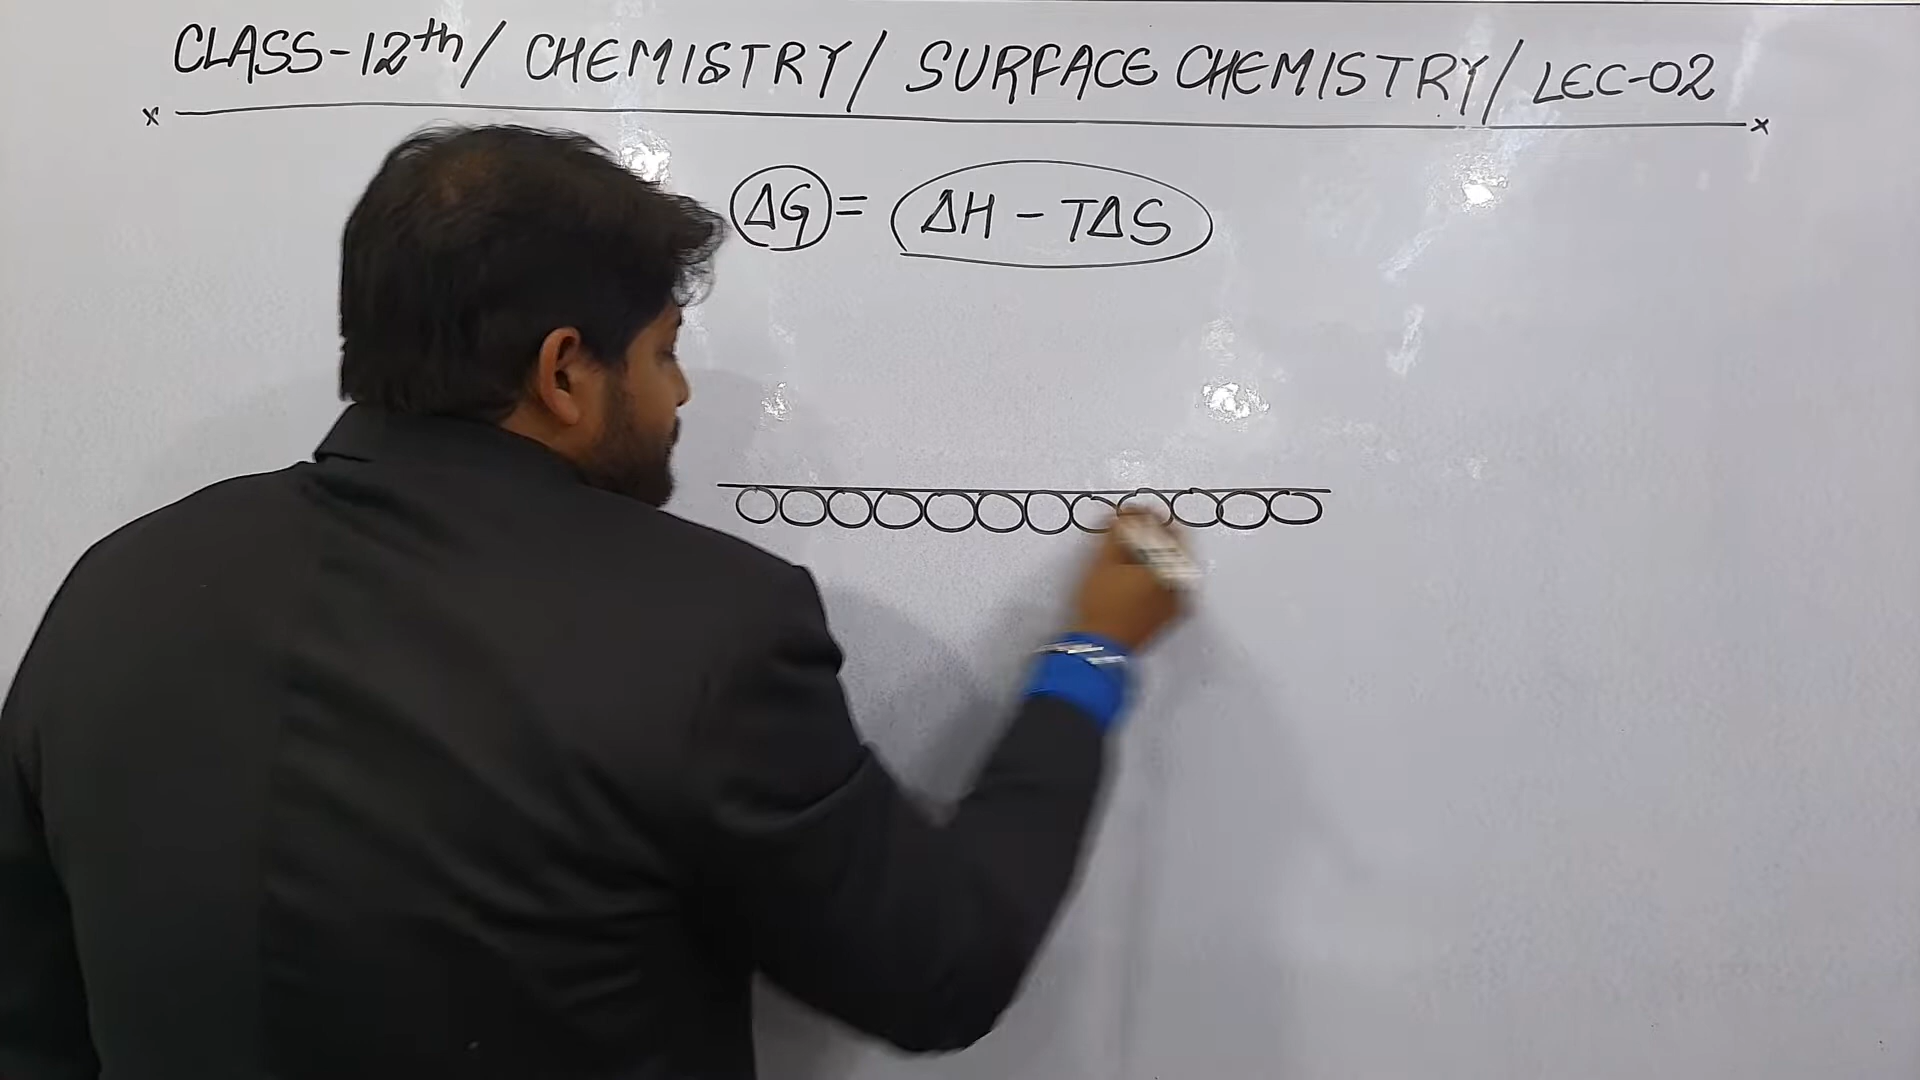 CLASS-12th/ CHEMISTRY/ SURFACE CHEMISTRY/ LEC-02
ΔG = ΔH - TΔS